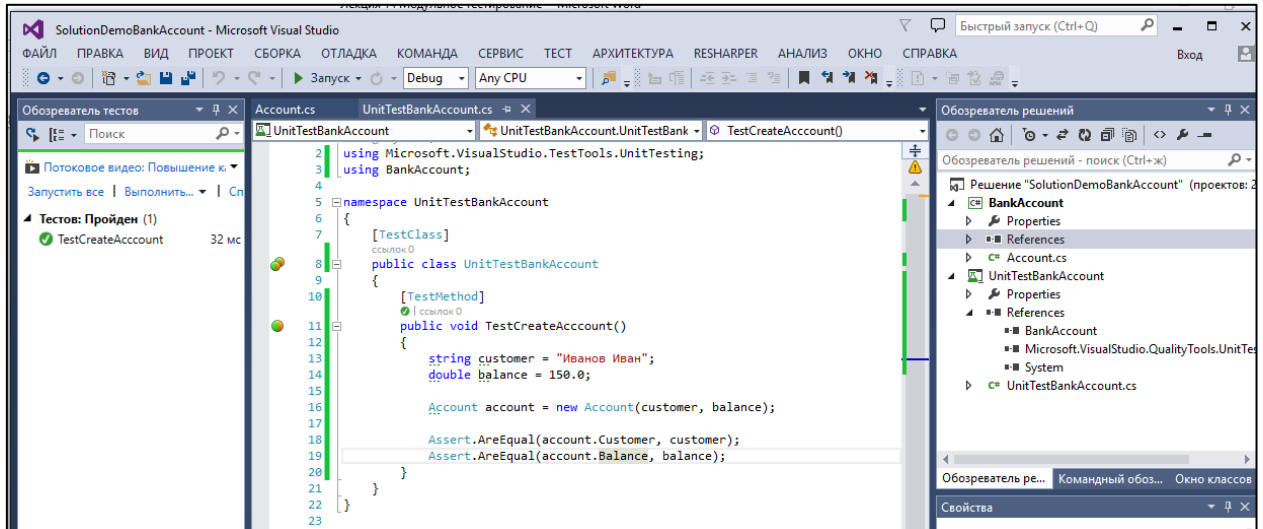 SolutionDemoBankAccount - Microsoft Visual Studio
Быстрый запуск (Ctrl+Q)
ФАЙЛ ПРАВКА ВИД ПРОЕКТ СБОРКА ОТЛАДКА КОМАНДА СЕРВИС ТЕСТ АРХИТЕКТУРА RESHARPER АНАЛИЗ ОКНО СПРАВКА Вход
Запуск Debug Any CPU
Обозреватель тестов
Поиск
Потоковое видео: Повышение к
Запустить все | Выполнить... Сп
Тестов: Пройден (1)
TestCreateAcccount 32 мс
Account.cs UnitTestBankAccount.cs
UnitTestBankAccount UnitTestBankAccount.UnitTestBank TestCreateAcccount()
2 using Microsoft.VisualStudio.TestTools.UnitTesting;
3 using BankAccount;
4
5 namespace UnitTestBankAccount
6 {
7 [TestClass]
ссылок 0
8 public class UnitTestBankAccount
9 {
10 [TestMethod]
| ссылок 0
11 public void TestCreateAcccount()
12 {
13 string customer = "Иванов Иван";
14 double balance = 150.0;
15
16 Account account = new Account(customer, balance);
17
18 Assert.AreEqual(account.Customer, customer);
19 Assert.AreEqual(account.Balance, balance);
20 }
21 }
22 }
23
Обозреватель решений
Обозреватель решений - поиск (Ctrl+ж)
Решение "SolutionDemoBankAccount" (проектов: 2
BankAccount
Properties
References
Account.cs
UnitTestBankAccount
Properties
References
BankAccount
Microsoft.VisualStudio.QualityTools.UnitTes
System
UnitTestBankAccount.cs
Обозреватель ре... Командный обоз... Окно классов
Свойства